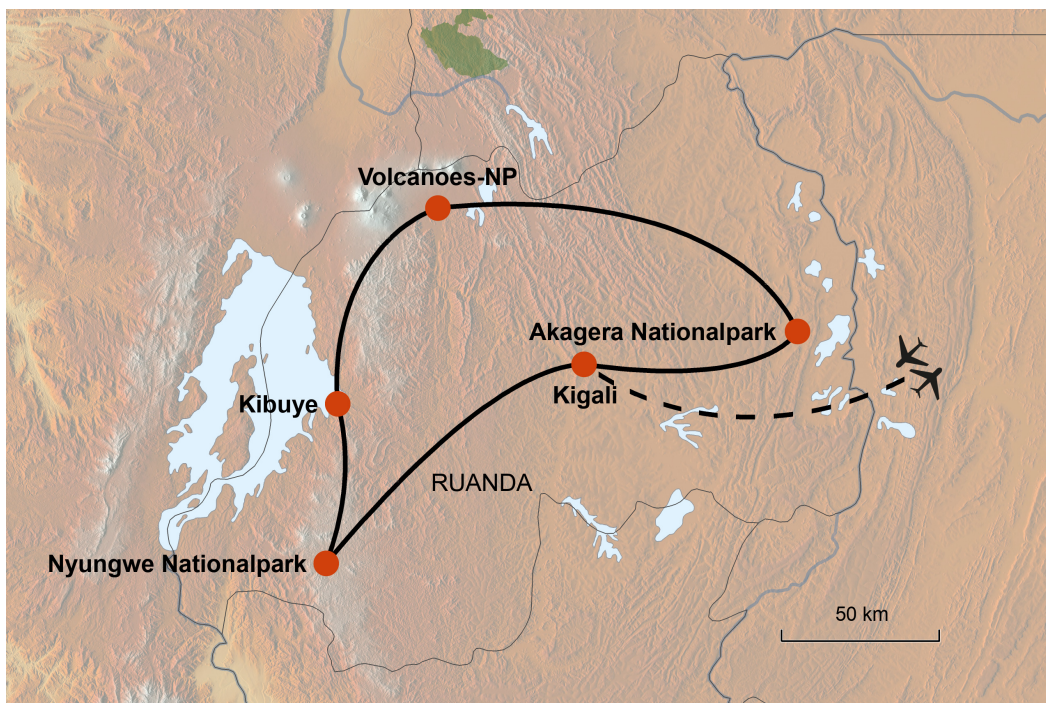 Volcanoes-NP
Akagera Nationalpark
Kigali
Kibuye
RUANDA
Nyungwe Nationalpark
50 km